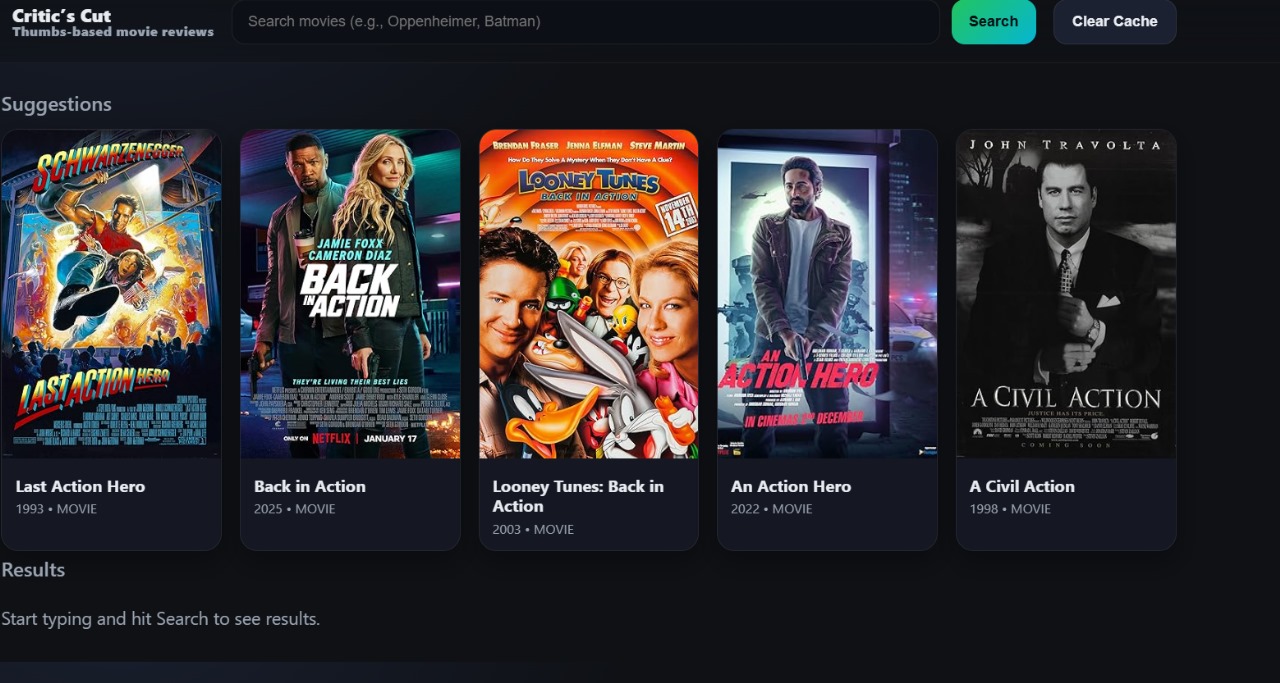 Critic's Cut
Thumbs-based movie reviews
Search movies (e.g., Oppenheimer, Batman)
Search
Clear Cache
Suggestions
SCHWARZENEGGER
LAST ACTION HERO
JAMIE FOXX
CAMERON DIAZ
BACK
IN ACTION
THEY'RE LIVING THEIR BEST LIES
ONLY ON NETFLIX | JANUARY 17
BRENDAN FRASER JENNA ELFMAN STEVE MARTIN
How Do They Solve A Mystery When They Don't Have A Clue?
LOONEY TUNES
BACK IN ACTION
NOVEMBER
14TH
AN
ACTION HERO
IN CINEMAS 2ND DECEMBER
JOHN TRAVOLTA
A CIVIL ACTION
JUSTICE HAS ITS PRICE.
COMING SOON
Last Action Hero
1993 • MOVIE
Back in Action
2025 • MOVIE
Looney Tunes: Back in
Action
2003 • MOVIE
An Action Hero
2022 • MOVIE
A Civil Action
1998 • MOVIE
Results
Start typing and hit Search to see results.